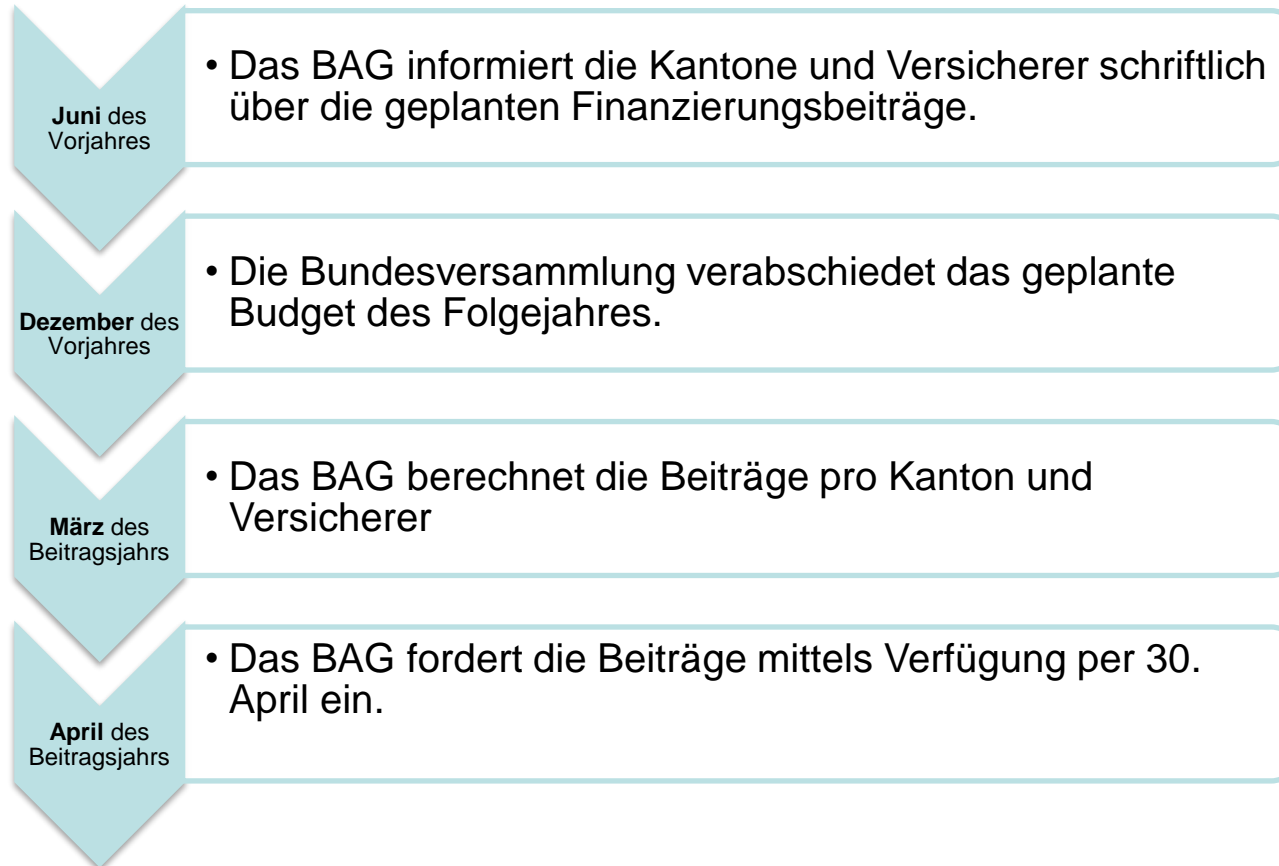 Juni des
Vorjahres
• Das BAG informiert die Kantone und Versicherer schriftlich
über die geplanten Finanzierungsbeiträge.
Dezember des
Vorjahres
• Die Bundesversammlung verabschiedet das geplante
Budget des Folgejahres.
März des
Beitragsjahrs
• Das BAG berechnet die Beiträge pro Kanton und
Versicherer
April des
Beitragsjahrs
• Das BAG fordert die Beiträge mittels Verfügung per 30.
April ein.